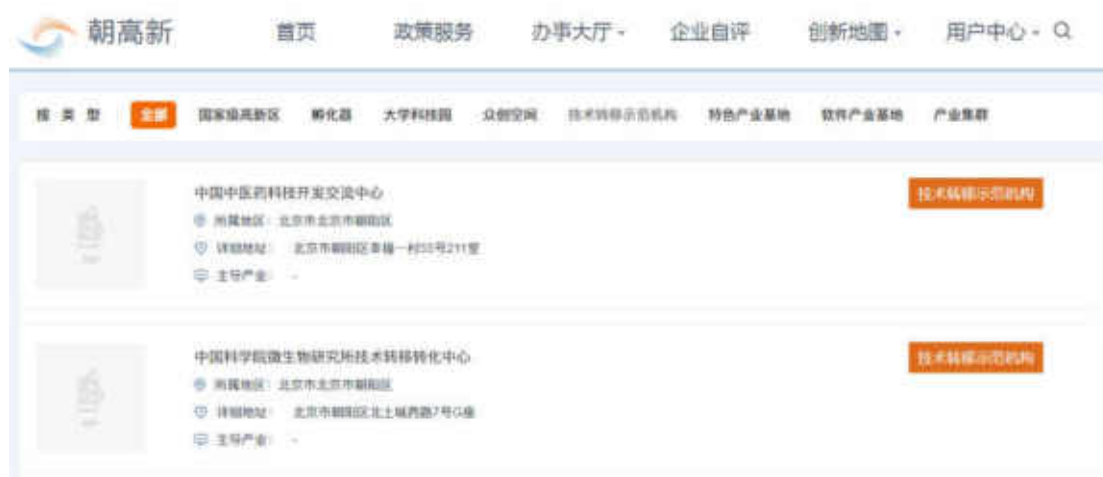 朝高新 首页 政策服务 办事大厅 企业自评 创新地图 用户中心
按类型 全部 国家级高新区 孵化器 大学科技园 众创空间 技术转移示范机构 特色产业基地 软件产业基地 产业集群
中国中医药科技开发交流中心 技术转移示范机构
所属地区：北京市北京市朝阳区
详细地址： 北京市朝阳区幸福一村55号211室
主导产业： -
中国科学院微生物研究所技术转移转化中心 技术转移示范机构
所属地区：北京市北京市朝阳区
详细地址： 北京市朝阳区北土城西路7号G座
主导产业： -